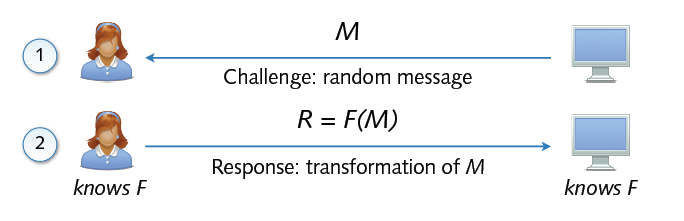 1
M
Challenge: random message
2
R = F(M)
Response: transformation of M
knows F
knows F